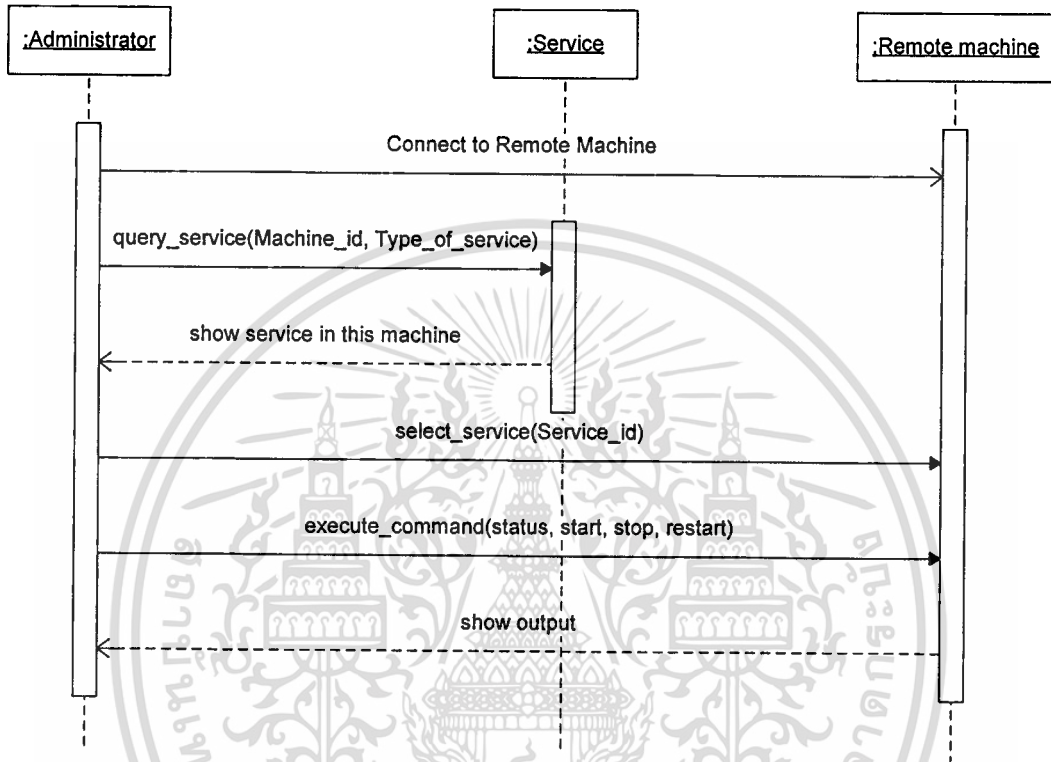 :Administrator
:Service
:Remote machine
Connect to Remote Machine
query_service(Machine_id, Type_of_service)
show service in this machine
select_service(Service_id)
execute_command(status, start, stop, restart)
show output